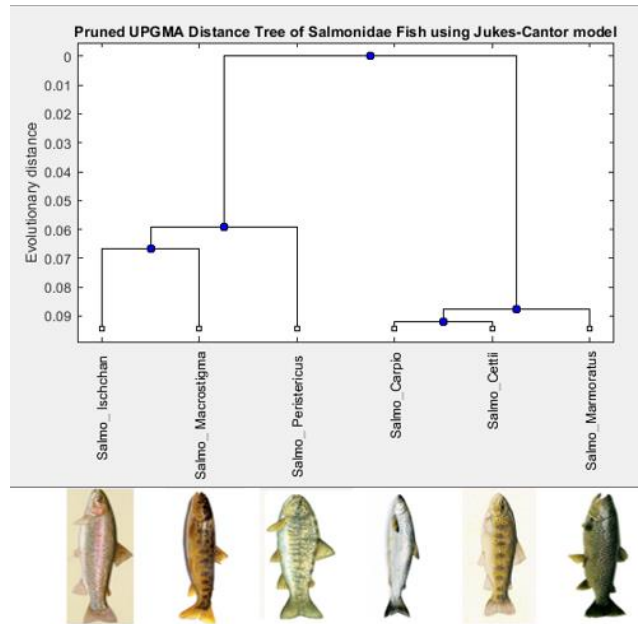 Pruned UPGMA Distance Tree of Salmonidae Fish using Jukes-Cantor model
Evolutionary distance
0
0.01
0.02
0.03
0.04
0.05
0.06
0.07
0.08
0.09
Salmo_ Ischchan
Salmo_ Macrostigma
Salmo_ Peristericus
Salmo_Carpio
Salmo_Cettii
Salmo_Marmoratus